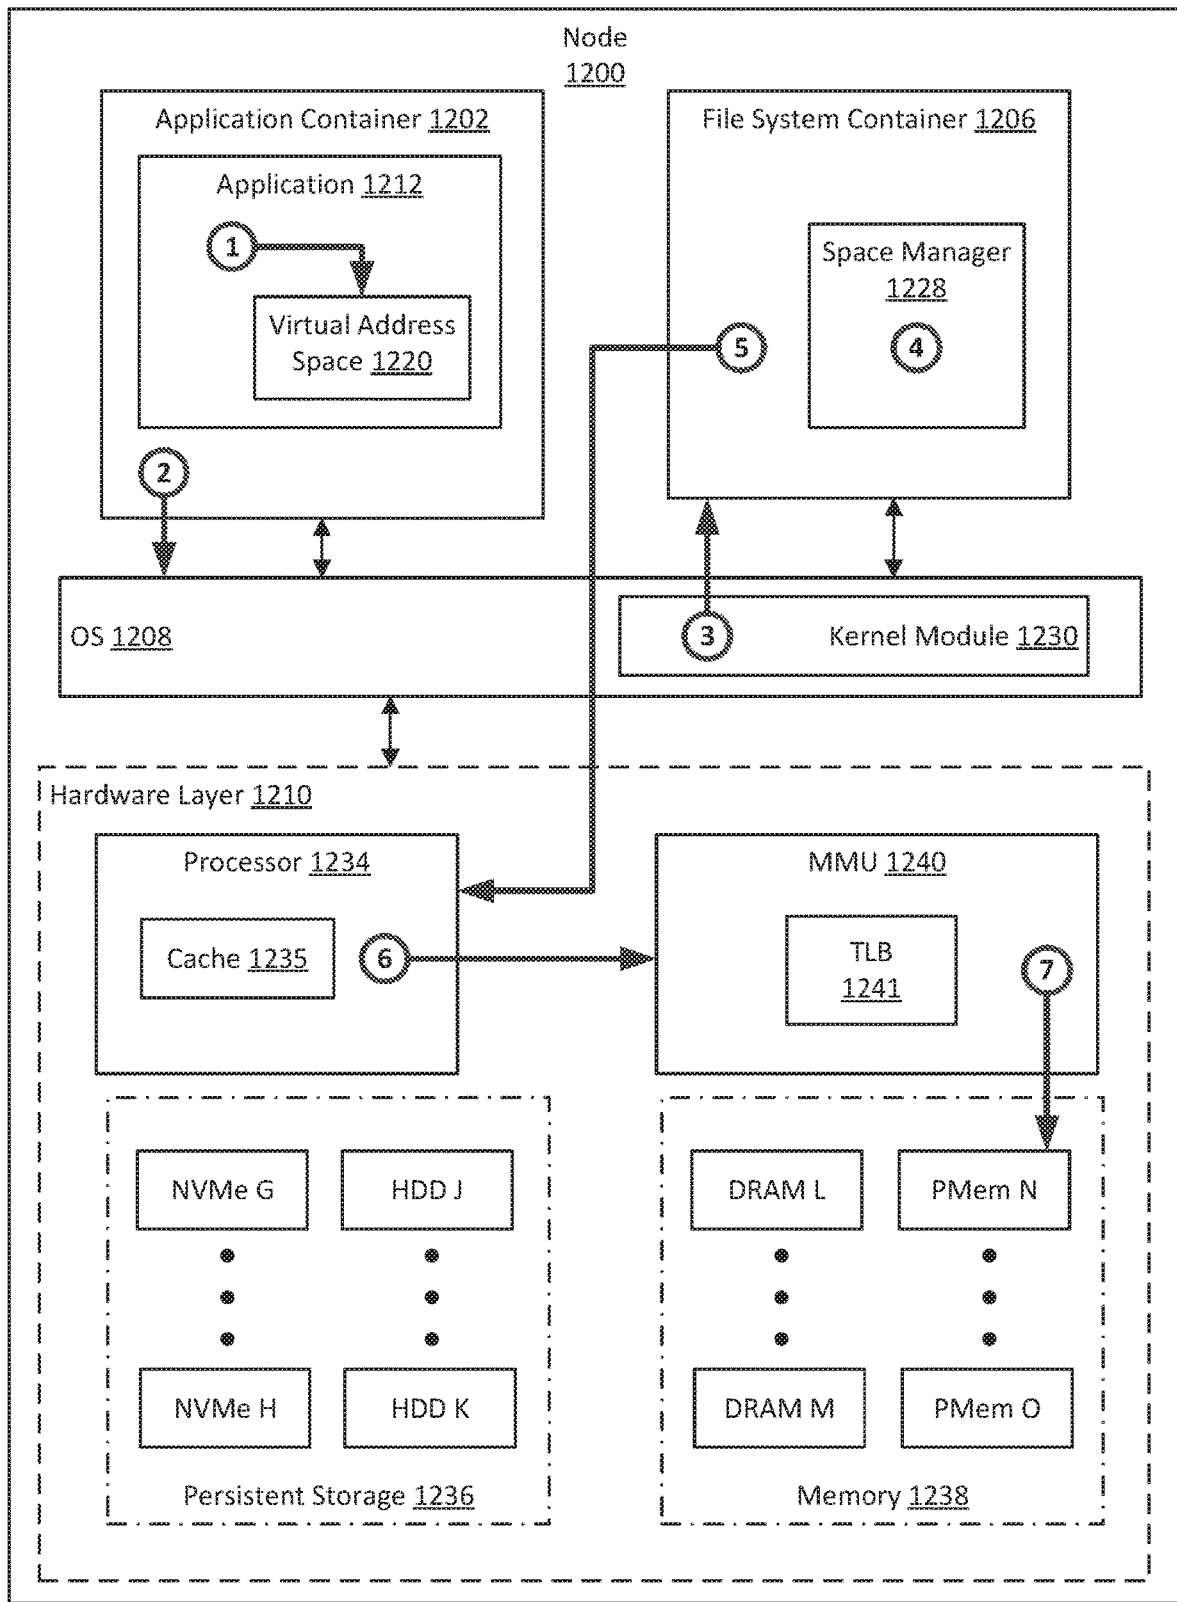 Node
1200
Application Container 1202
File System Container 1206
Application 1212
1
Virtual Address
Space 1220
Space Manager
1228
5
4
2
OS 1208
3
Kernel Module 1230
Hardware Layer 1210
Processor 1234
MMU 1240
Cache 1235
6
TLB
1241
7
NVMe G
HDD J
DRAM L
PMem N
NVMe H
HDD K
DRAM M
PMem O
Persistent Storage 1236
Memory 1238